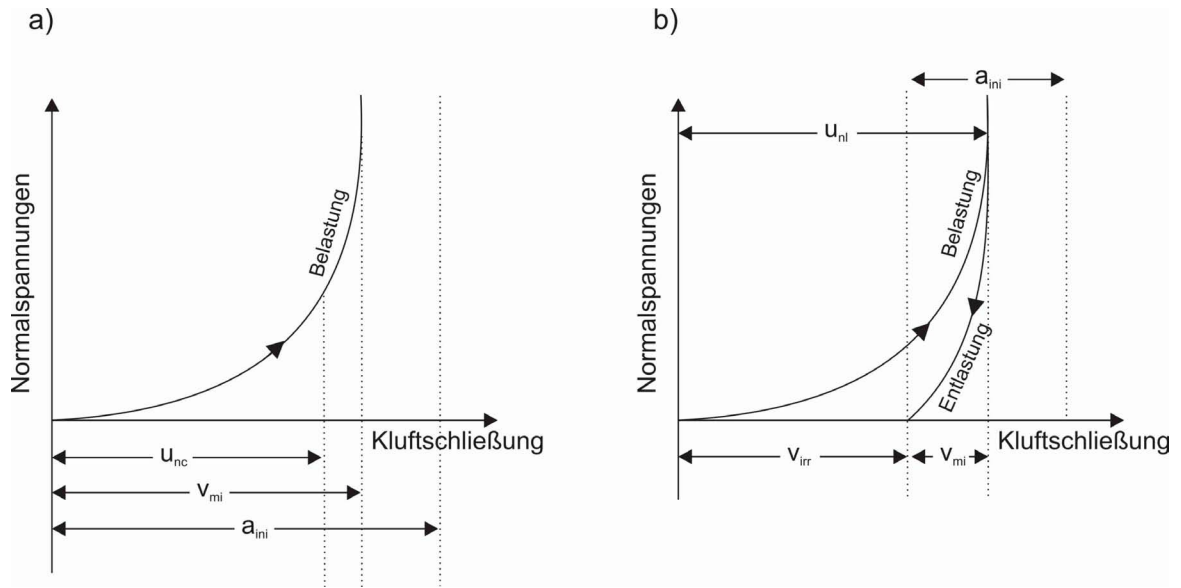 a)
Normalspannungen
Belastung
Kluftschließung
u_nc
v_mi
a_ini
b)
a_ini
u_nl
Normalspannungen
Belastung
Entlastung
Kluftschließung
v_irr
v_mi